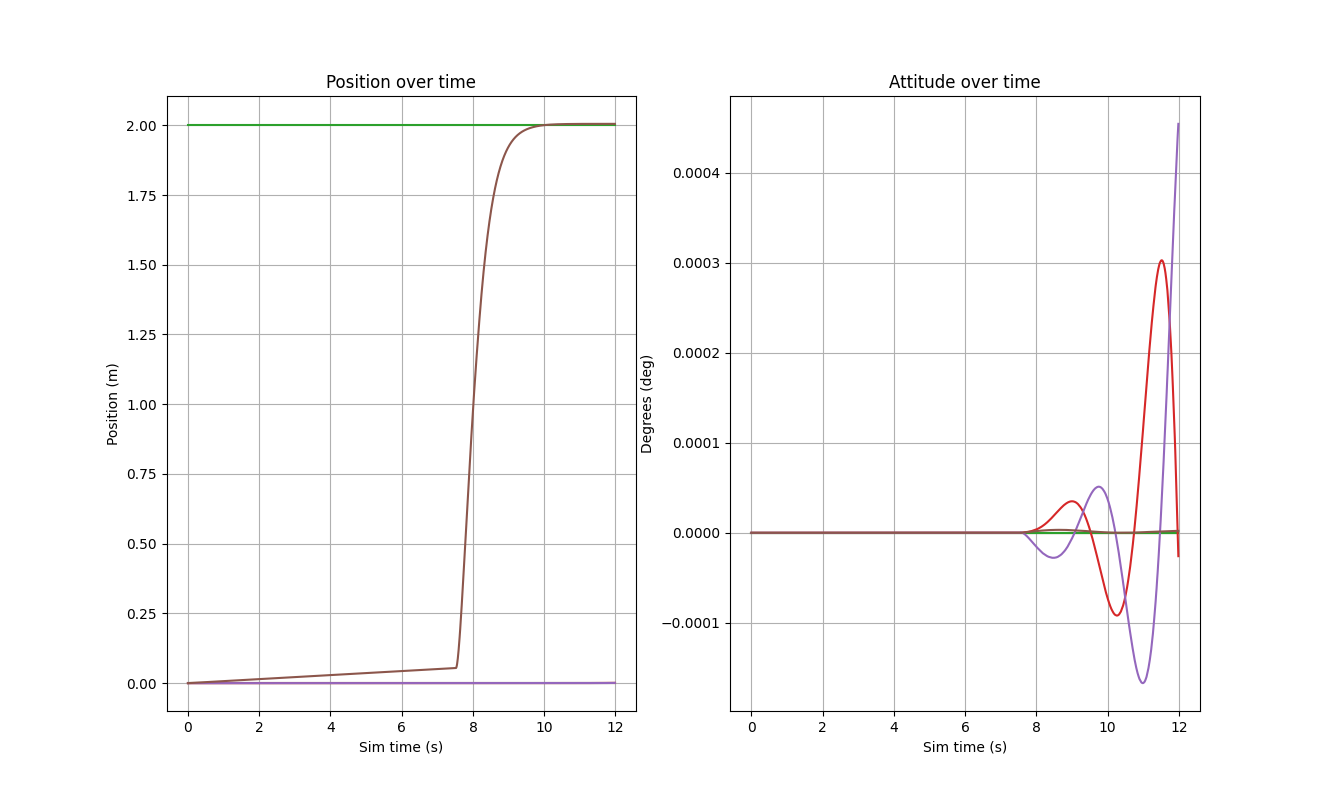 Position over time
Position (m)
2.00
1.75
1.50
1.25
1.00
0.75
0.50
0.25
0.00
0 2 4 6 8 10 12
Sim time (s)
Attitude over time
Degrees (deg)
0.0004
0.0003
0.0002
0.0001
0.0000
−0.0001
0 2 4 6 8 10 12
Sim time (s)